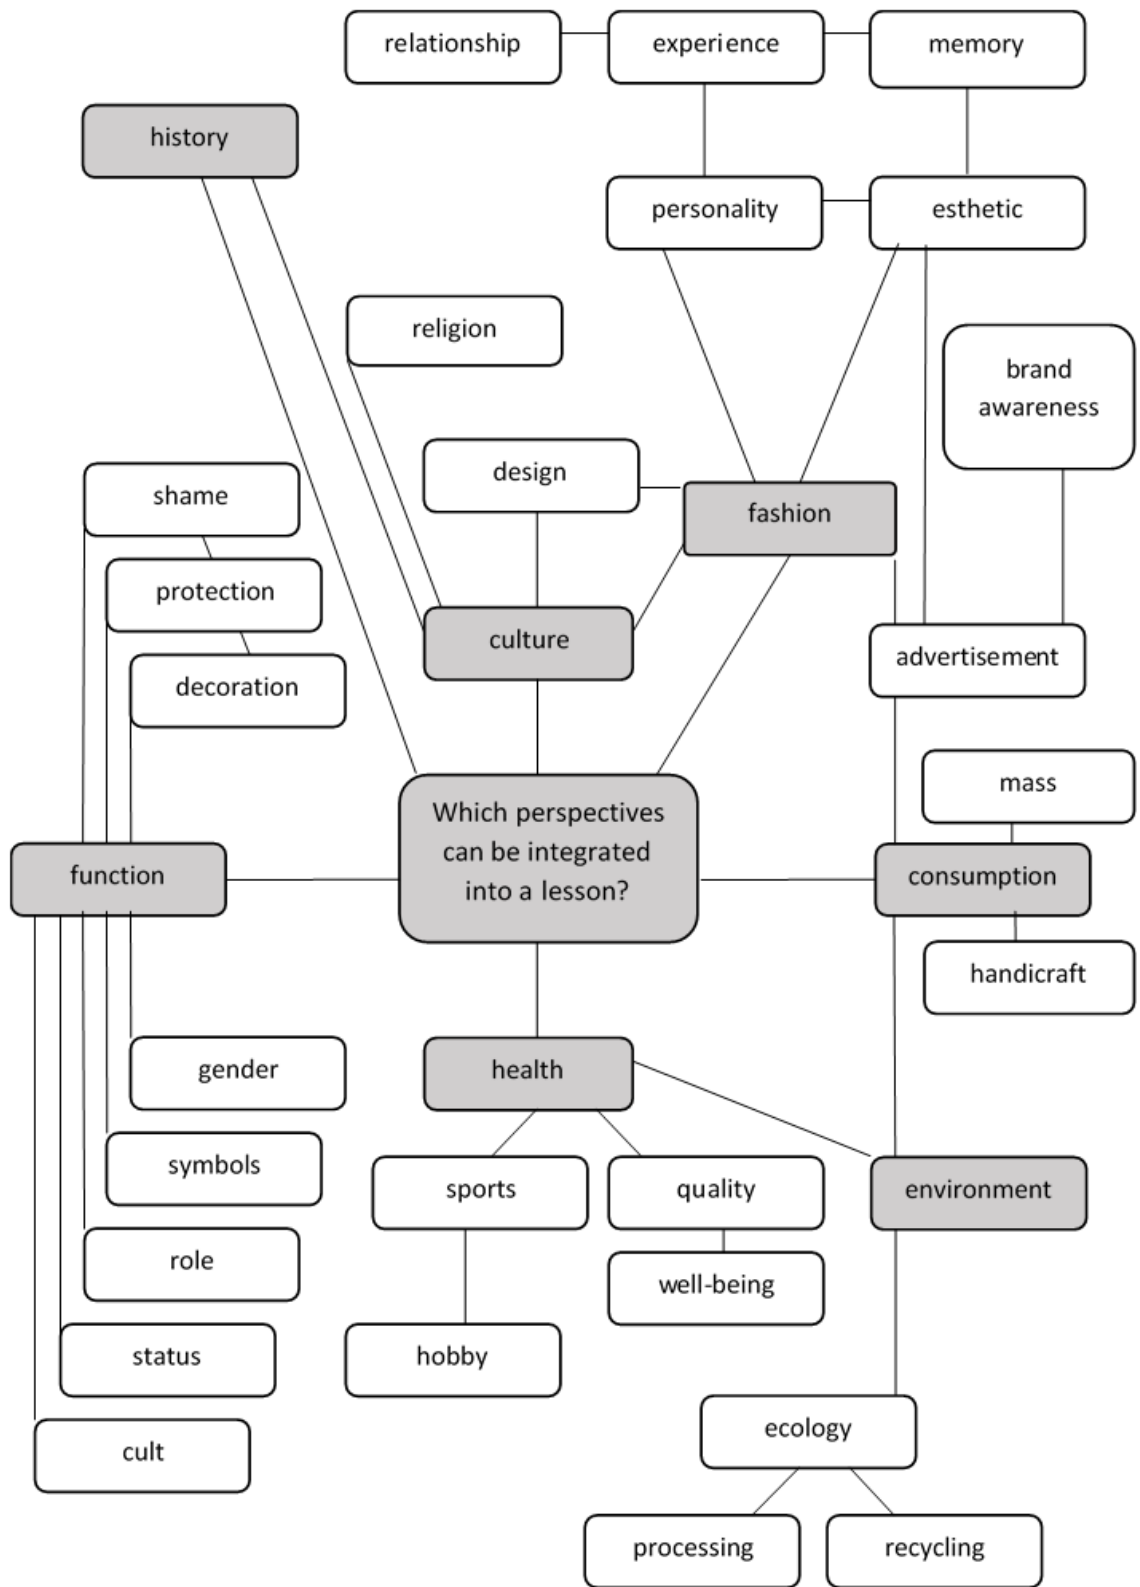 relationship
experience
memory
history
personality
esthetic
religion
brand
awareness
design
shame
fashion
protection
culture
advertisement
decoration
mass
Which perspectives
can be integrated
into a lesson?
function
consumption
handicraft
gender
health
symbols
sports
quality
environment
role
well-being
status
hobby
ecology
cult
processing
recycling